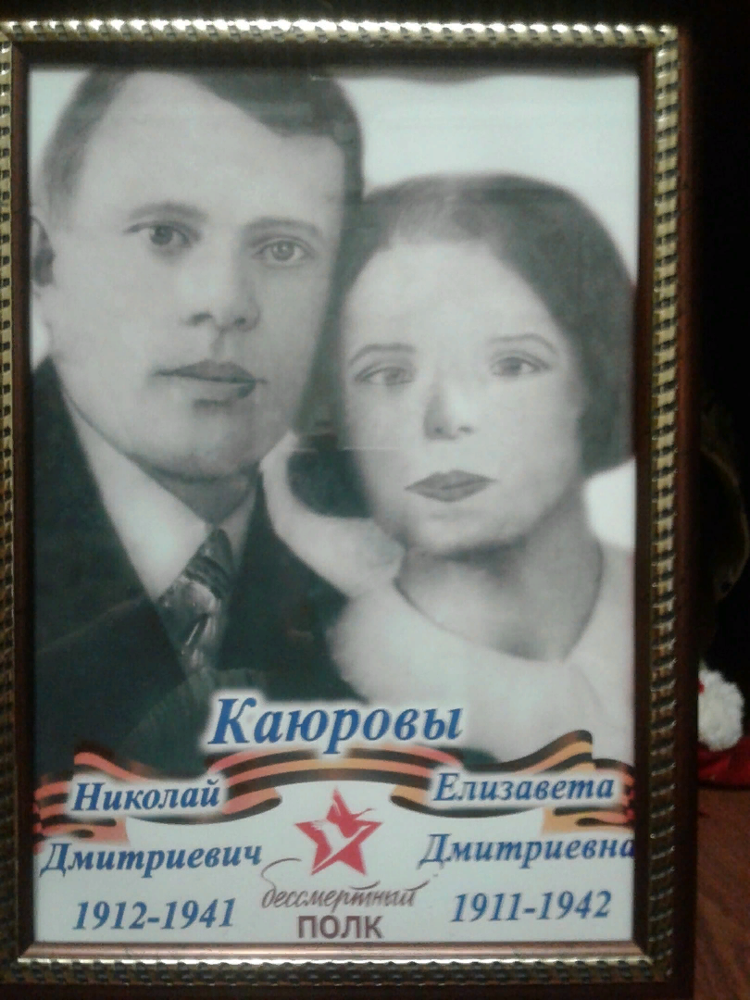 Каюровы
Николай
Дмитриевич
1912-1941
бессмертный
ПОЛК
Елизавета
Дмитриевна
1911-1942